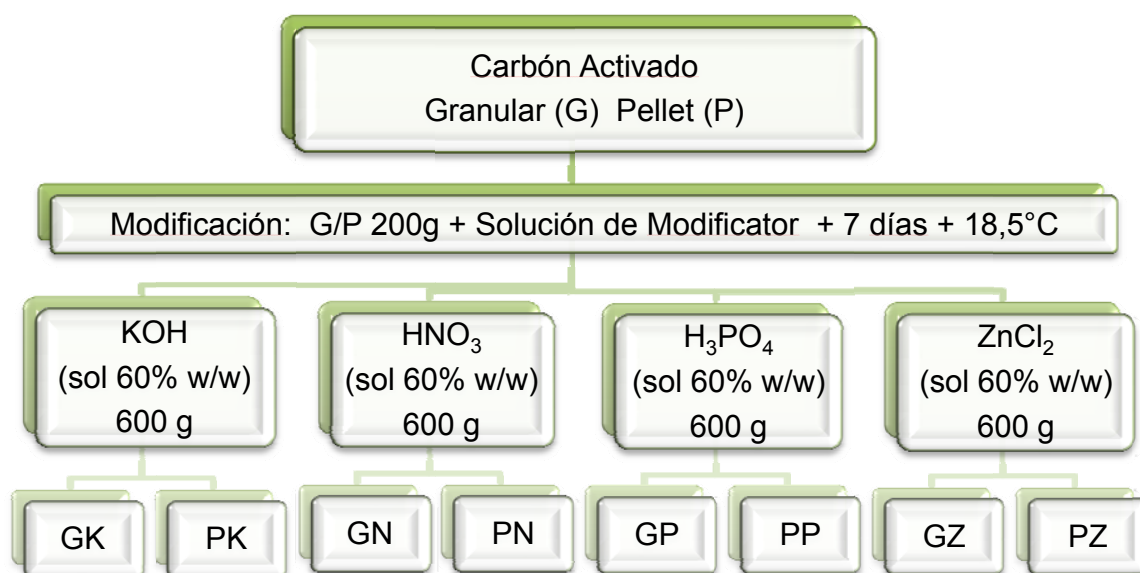 Carbón Activado
Granular (G)  Pellet (P)
Modificación:  G/P 200g + Solución de Modificator  + 7 días + 18,5°C
KOH
(sol 60% w/w)
600 g
HNO₃
(sol 60% w/w)
600 g
H₃PO₄
(sol 60% w/w)
600 g
ZnCl₂
(sol 60% w/w)
600 g
GK
PK
GN
PN
GP
PP
GZ
PZ